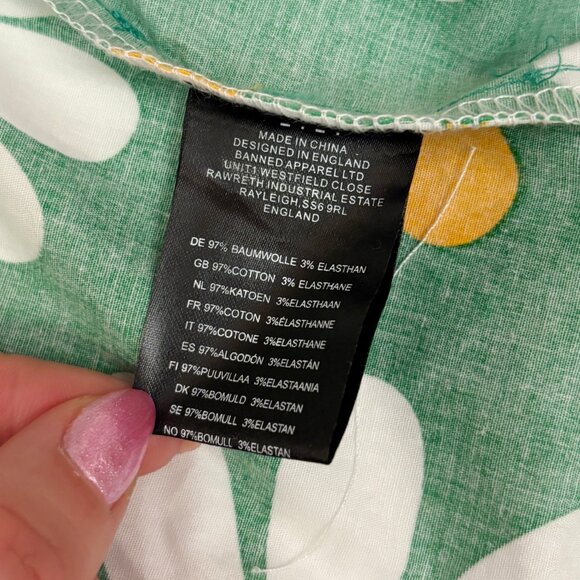 MADE IN CHINA
DESIGNED IN ENGLAND
BANNED APPAREL LTD
UNIT1 WESTFIELD CLOSE
RAWRETH INDUSTRIAL ESTATE
RAYLEIGH,SS6 9RL
ENGLAND
DE 97% BAUMWOLLE 3% ELASTHAN
GB 97%COTTON 3% ELASTHANE
NL 97%KATOEN 3%ELASTHAAN
FR 97%COTON 3%ELASTHANNE
IT 97%COTONE 3%ELASTHANE
ES 97%ALGODÓN 3%ELASTÁN
FI 97%PUUVILLAA 3%ELASTAANIA
DK 97%BOMULD 3%ELASTAN
SE 97%BOMULL 3%ELASTAN
NO 97%BOMULL 3%ELASTAN